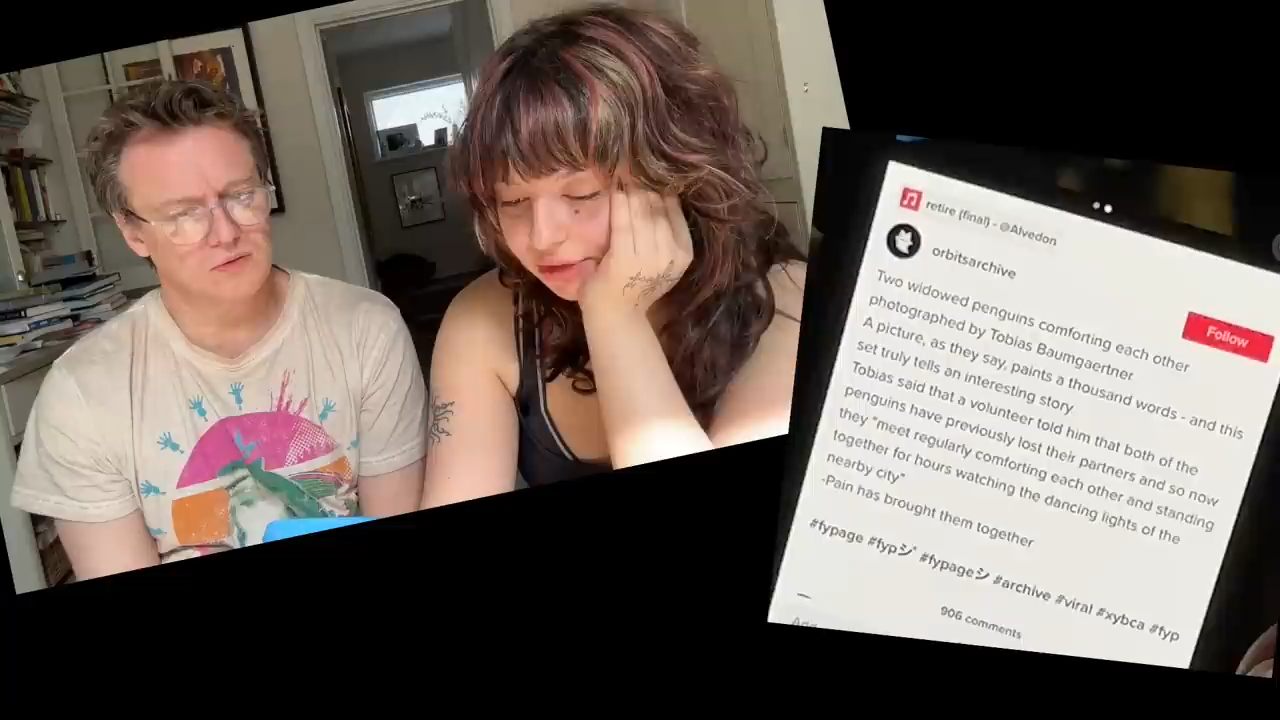 retire (final) - @Alvedon
orbitsarchive
Follow
Two widowed penguins comforting each other
photographed by Tobias Baumgaertner
A picture, as they say, paints a thousand words - and this
set truly tells an interesting story
Tobias said that a volunteer told him that both of the
penguins have previously lost their partners and so now
they "meet regularly comforting each other and standing
together for hours watching the dancing lights of the
nearby city"
-Pain has brought them together
#fypage #fypシ゚ #fypageシ #archive #viral #xybca #fyp
906 comments